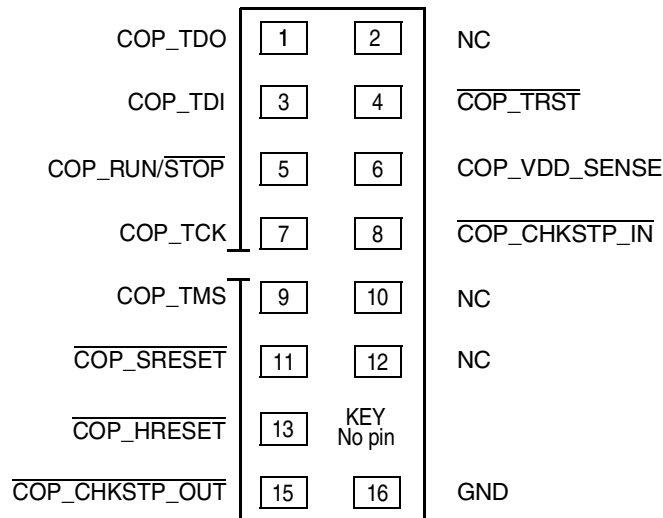 COP_TDO 1 2 NC
COP_TDI 3 4 COP_TRST
COP_RUN/STOP 5 6 COP_VDD_SENSE
COP_TCK 7 8 COP_CHKSTP_IN
COP_TMS 9 10 NC
COP_SRESET 11 12 NC
COP_HRESET 13 KEY
No pin
COP_CHKSTP_OUT 15 16 GND